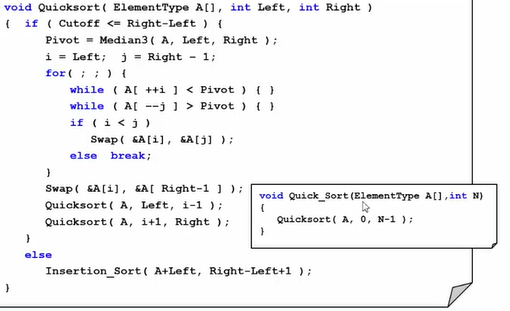 void Quicksort( ElementType A[], int Left, int Right )
{  if ( Cutoff <= Right-Left ) {
      Pivot = Median3( A, Left, Right );
      i = Left;  j = Right - 1;
      for( ; ; ) {
         while ( A[ ++i ] < Pivot ) { }
         while ( A[ --j ] > Pivot ) { }
         if ( i < j )
            Swap( &A[i], &A[j] );
         else  break;
      }
      Swap( &A[i], &A[ Right-1 ] );
      Quicksort( A, Left, i-1 );
      Quicksort( A, i+1, Right );
   }
   else
      Insertion_Sort( A+Left, Right-Left+1 );
}
void Quick_Sort(ElementType A[],int N)
{
   Quicksort( A, 0, N-1 );
}